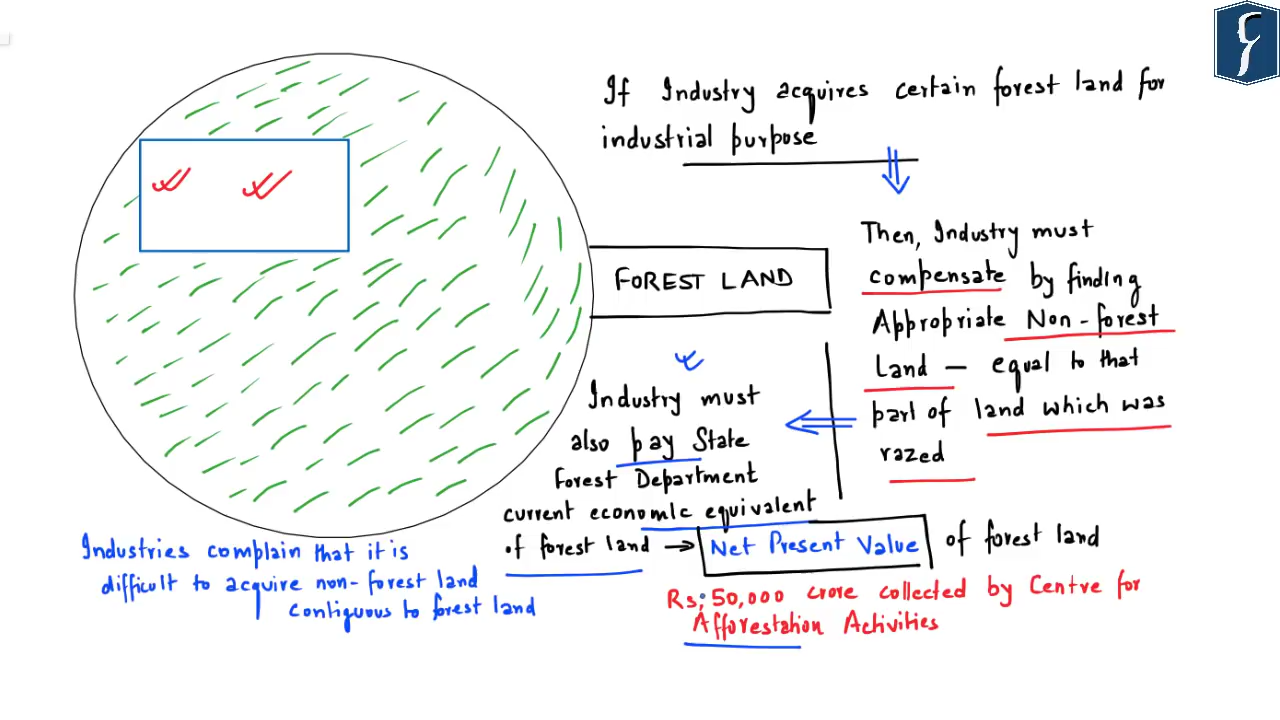 If Industry acquires certain forest land for
industrial purpose
Then, Industry must
compensate by finding
Appropriate Non-forest
Land – equal to that
part of land which was
razed
FOREST LAND
Industry must
also pay State
Forest Department
current economic equivalent
of forest land → Net Present Value of forest land
Rs. 50,000 crore collected by Centre for
Afforestation Activities
Industries complain that it is
difficult to acquire non-forest land
contiguous to forest land